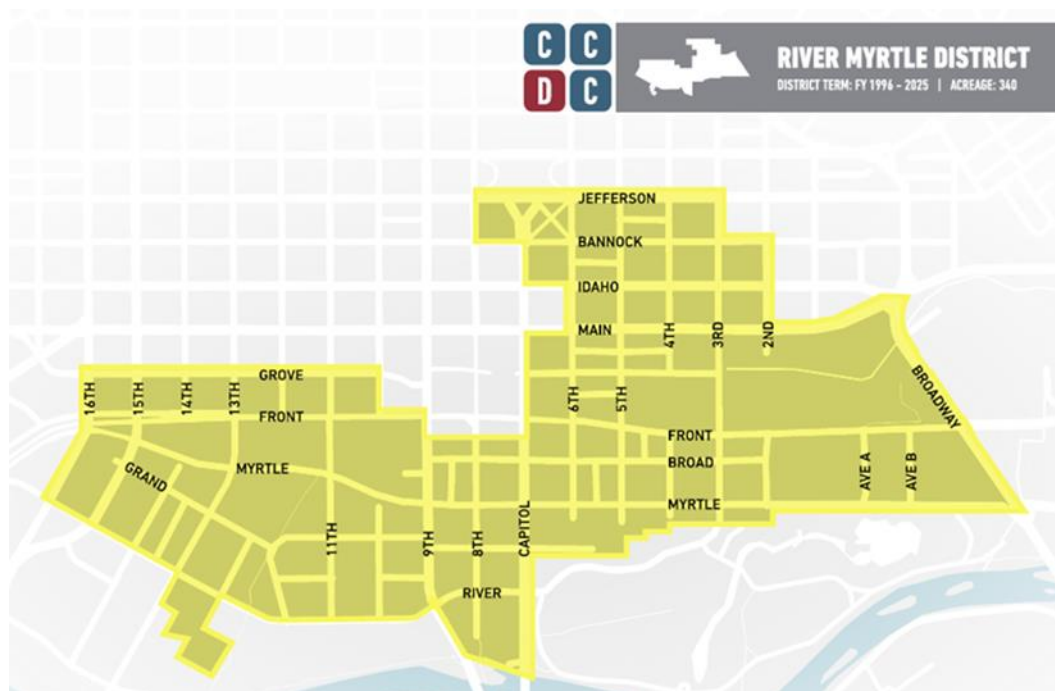 C C
D C
RIVER MYRTLE DISTRICT
DISTRICT TERM: FY 1996 - 2025 | ACREAGE: 340
JEFFERSON
BANNOCK
IDAHO
MAIN
4TH
3RD
2ND
GROVE
16TH
15TH
14TH
13TH
6TH
5TH
BROADWAY
FRONT
FRONT
BROAD
MYRTLE
GRAND
AVE A
AVE B
MYRTLE
11TH
9TH
8TH
CAPITOL
RIVER